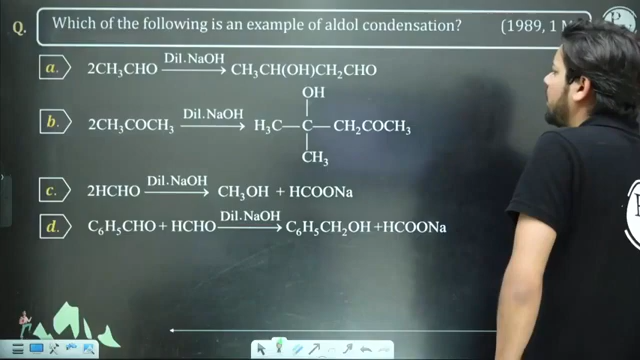 Q. Which of the following is an example of aldol condensation? (1989, 1
a. 2CH₃CHO —Dil.NaOH→ CH₃CH(OH)CH₂CHO
OH
b. 2CH₃COCH₃ —Dil.NaOH→ H₃C—C—CH₂COCH₃
CH₃
c. 2HCHO —Dil.NaOH→ CH₃OH + HCOONa
d. C₆H₅CHO + HCHO —Dil.NaOH→ C₆H₅CH₂OH +HCOONa